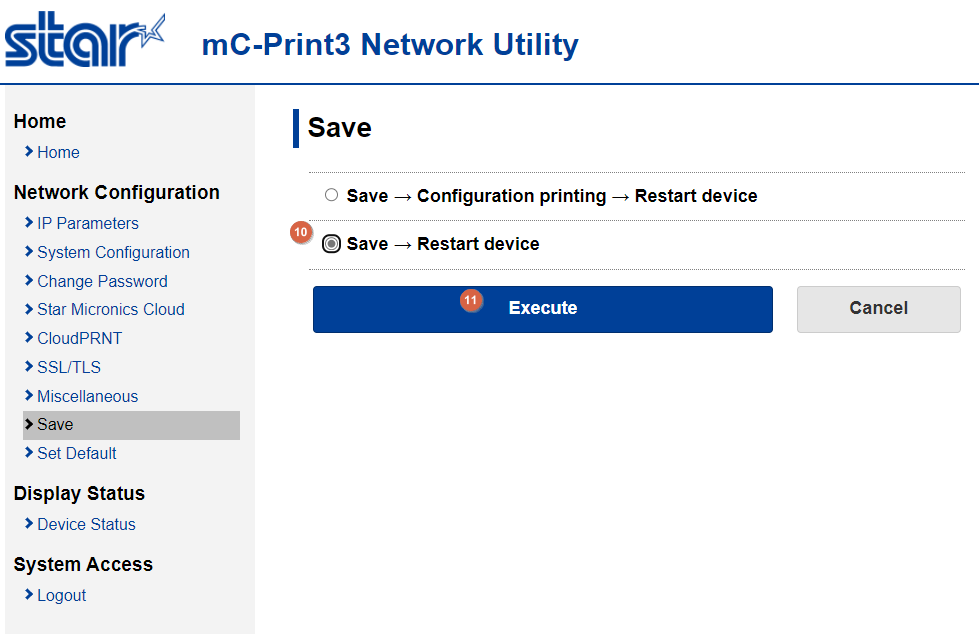 star
mC-Print3 Network Utility
Home
Home
Network Configuration
IP Parameters
System Configuration
Change Password
Star Micronics Cloud
CloudPRNT
SSL/TLS
Miscellaneous
Save
Set Default
Display Status
Device Status
System Access
Logout
Save
Save → Configuration printing → Restart device
10
Save → Restart device
11
Execute
Cancel